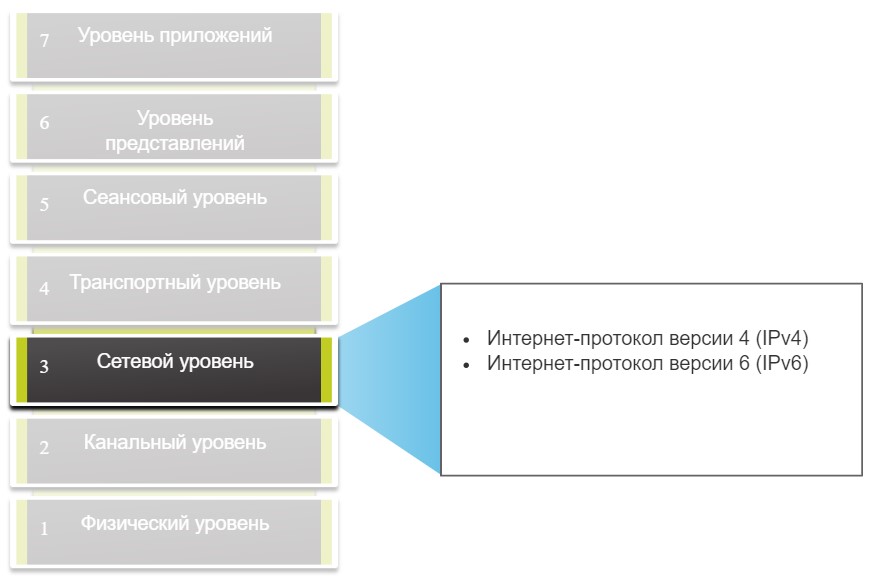 7 Уровень приложений
6 Уровень
представлений
5 Сеансовый уровень
4 Транспортный уровень
3 Сетевой уровень
• Интернет-протокол версии 4 (IPv4)
• Интернет-протокол версии 6 (IPv6)
2 Канальный уровень
1 Физический уровень